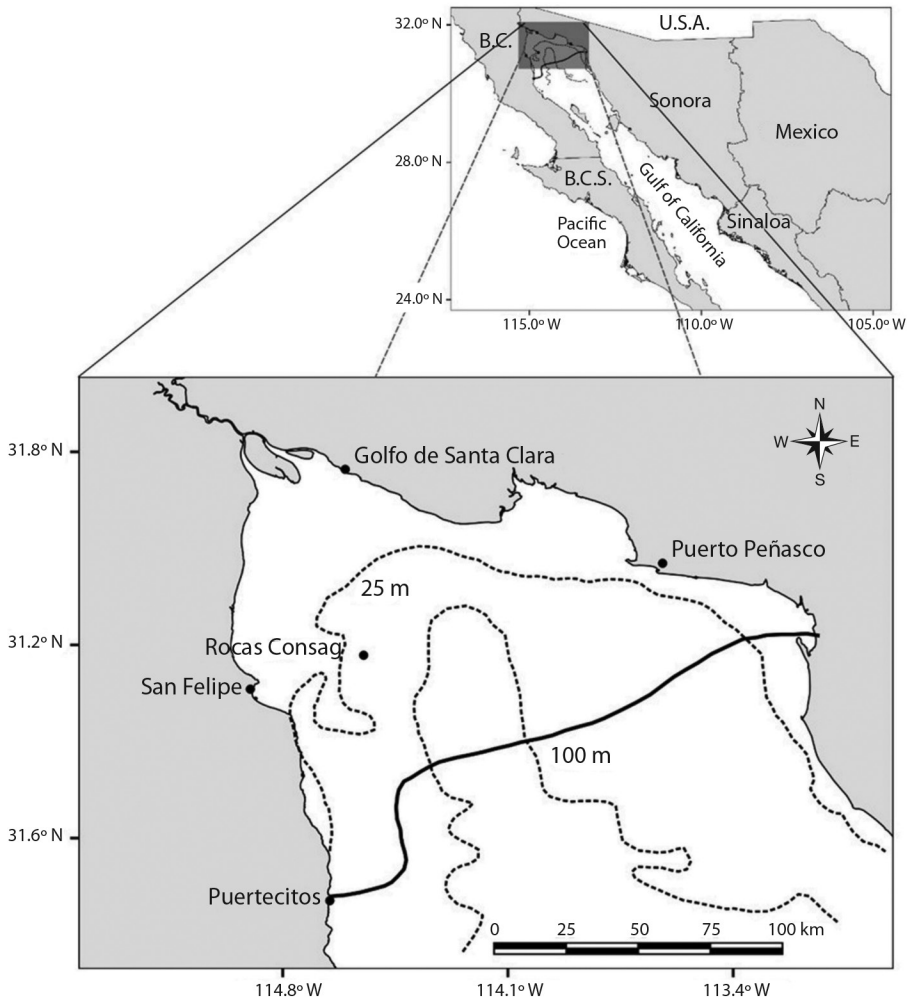 32.0° N
U.S.A.
B.C.
Sonora
Mexico
28.0° N
B.C.S.
Gulf of California
Sinaloa
Pacific
Ocean
24.0° N
115.0° W
110.0° W
105.0° W
N
W
E
S
31.8° N
Golfo de Santa Clara
Puerto Peñasco
25 m
31.2° N
Rocas Consag
San Felipe
100 m
31.6° N
Puertecitos
0
25
50
75
100 km
114.8° W
114.1° W
113.4° W